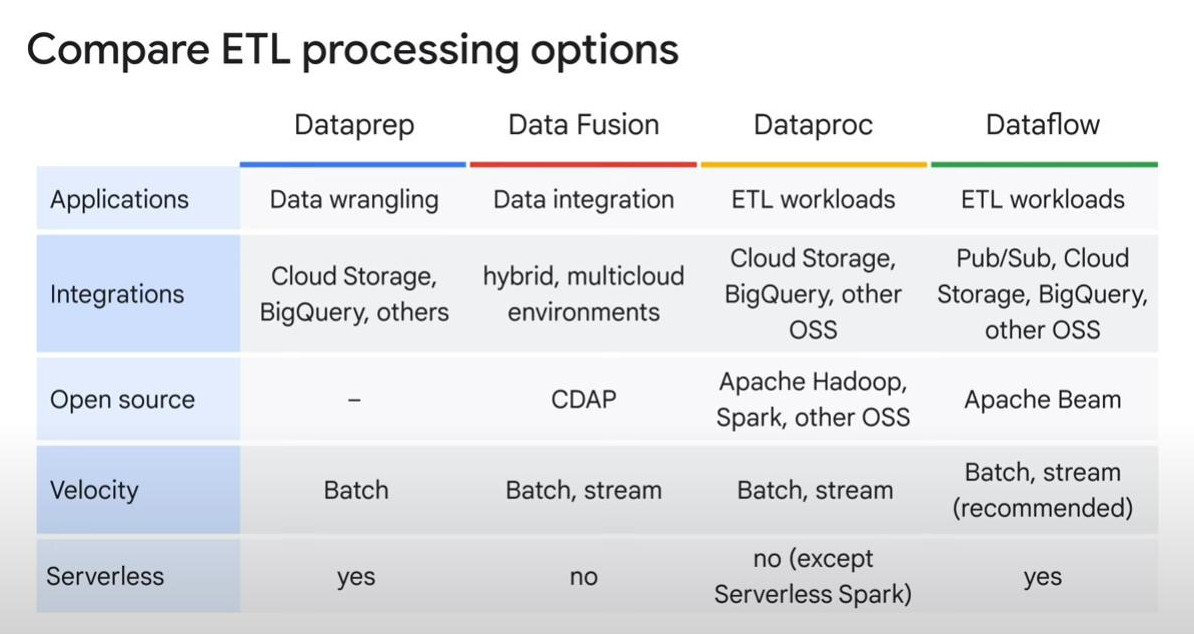 Compare ETL processing options
Dataprep Data Fusion Dataproc Dataflow
Applications Data wrangling Data integration ETL workloads ETL workloads
Integrations
Cloud Storage,
BigQuery, others
hybrid, multicloud
environments
Cloud Storage,
BigQuery, other
OSS
Pub/Sub, Cloud
Storage, BigQuery,
other OSS
Open source
–
CDAP
Apache Hadoop,
Spark, other OSS
Apache Beam
Velocity
Batch
Batch, stream
Batch, stream
Batch, stream
(recommended)
Serverless
yes
no
no (except
Serverless Spark)
yes